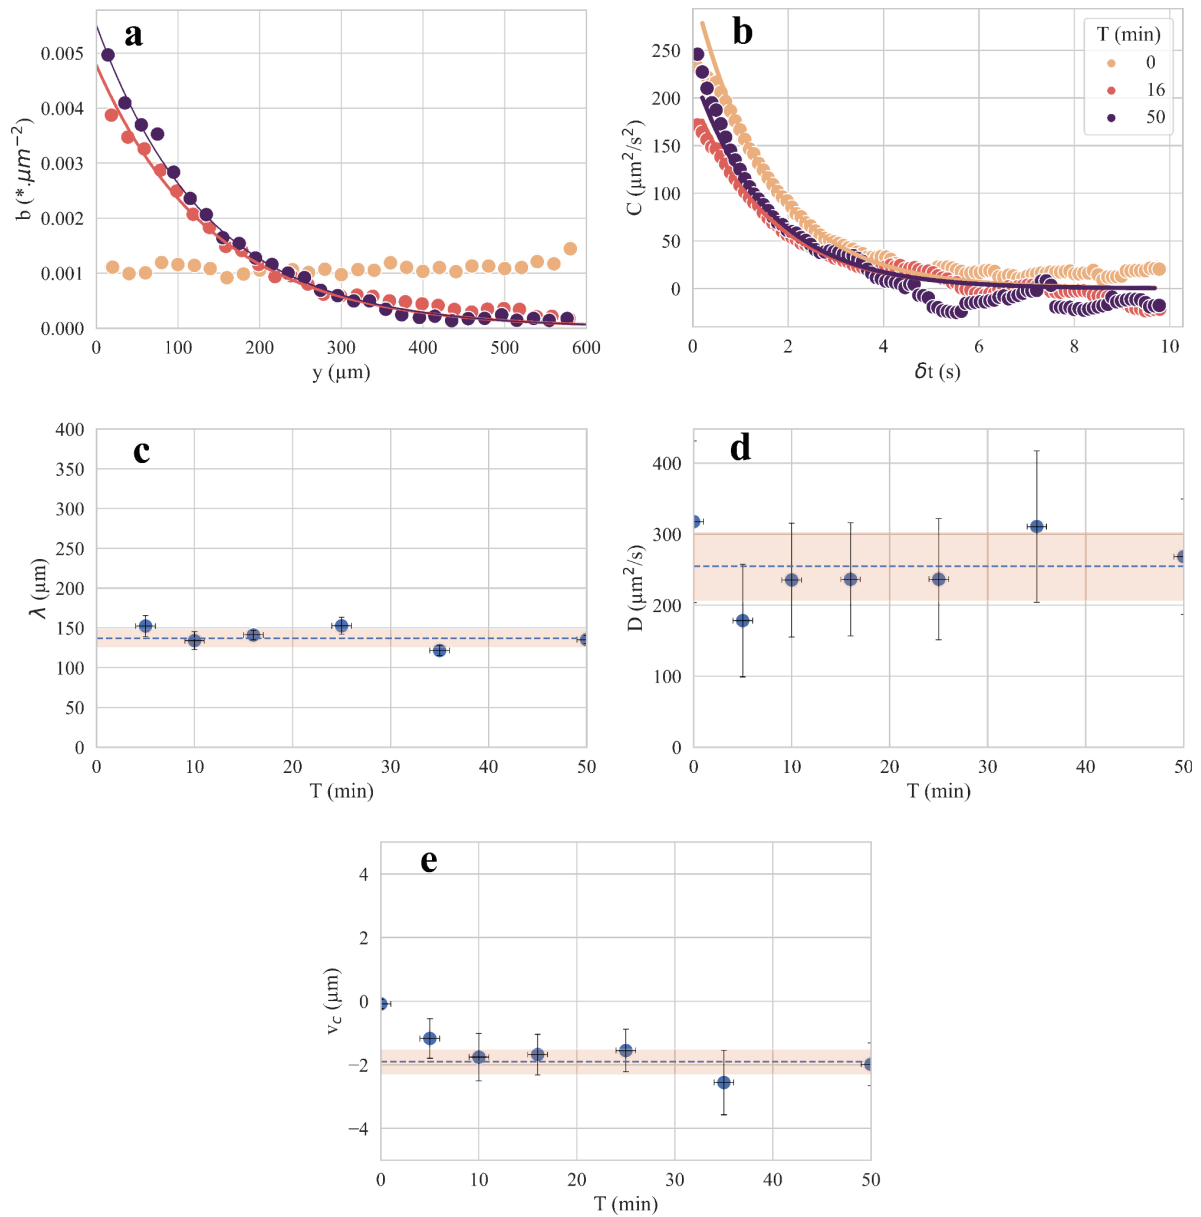 a
b (*·μm⁻²)
0.005
0.004
0.003
0.002
0.001
0.000
0 100 200 300 400 500 600
y (μm)
b
T (min)
0
16
50
C (μm²/s²)
250
200
150
100
50
0
0 2 4 6 8 10
δt (s)
c
λ (μm)
400
350
300
250
200
150
100
50
0
0 10 20 30 40 50
T (min)
d
D (μm²/s)
400
300
200
100
0
0 10 20 30 40 50
T (min)
e
v_c (μm)
4
2
0
−2
−4
0 10 20 30 40 50
T (min)